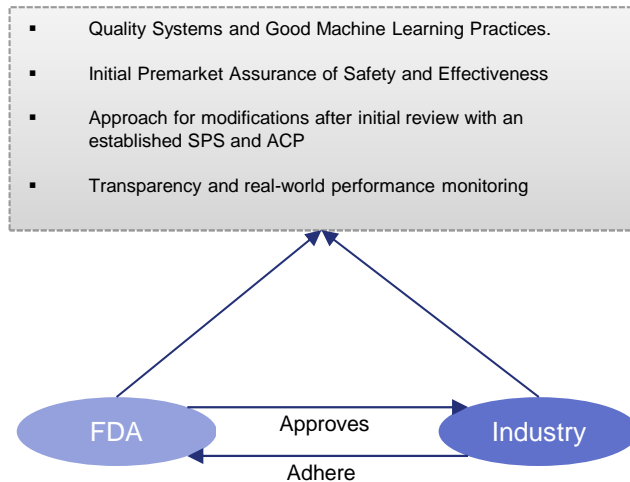 ▪ Quality Systems and Good Machine Learning Practices.
▪ Initial Premarket Assurance of Safety and Effectiveness
▪ Approach for modifications after initial review with an
established SPS and ACP
▪ Transparency and real-world performance monitoring
FDA
Approves
Industry
Adhere